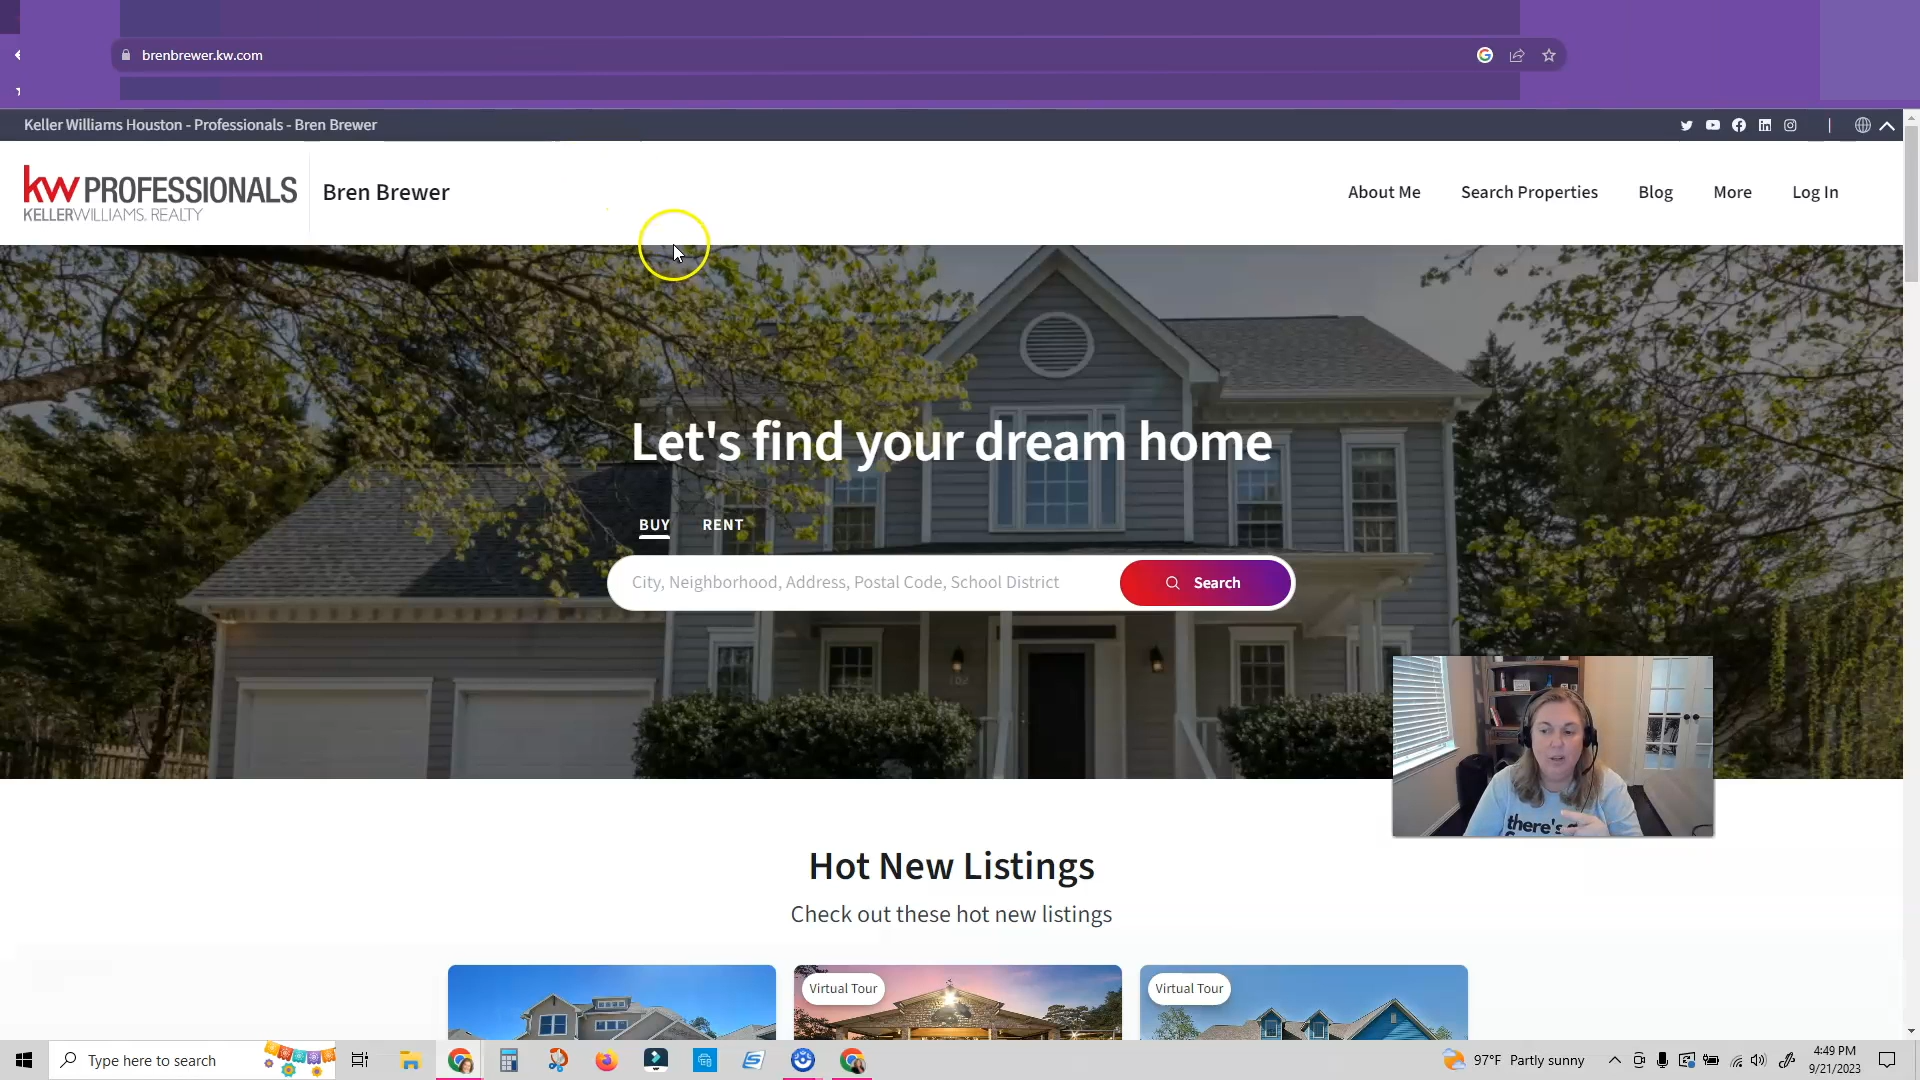 brenbrewer.kw.com
Keller Williams Houston - Professionals - Bren Brewer
kw PROFESSIONALS
KELLERWILLIAMS. REALTY
Bren Brewer
About Me
Search Properties
Blog
More
Log In
Let's find your dream home
BUY
RENT
City, Neighborhood, Address, Postal Code, School District
Search
there's
Hot New Listings
Check out these hot new listings
Virtual Tour
Virtual Tour
Type here to search
97°F Partly sunny
4:49 PM
9/21/2023